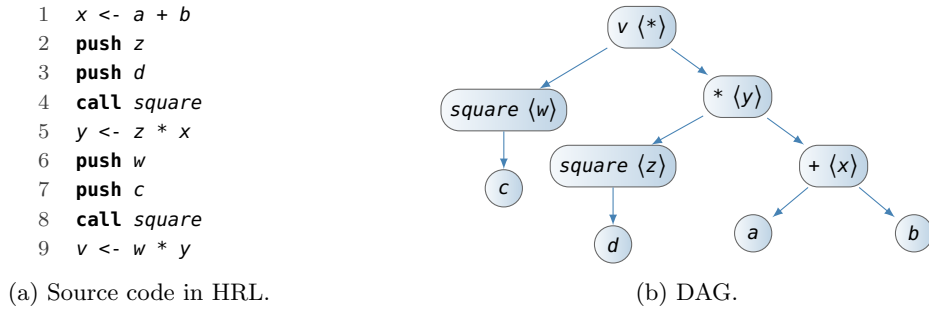 1 x <- a + b
2 push z
3 push d
4 call square
5 y <- z * x
6 push w
7 push c
8 call square
9 v <- w * y
(a) Source code in HRL.
v ⟨*⟩
square ⟨w⟩
* ⟨y⟩
c
square ⟨z⟩
+ ⟨x⟩
d
a
b
(b) DAG.